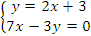 y = 2x + 3
7x - 3y = 0